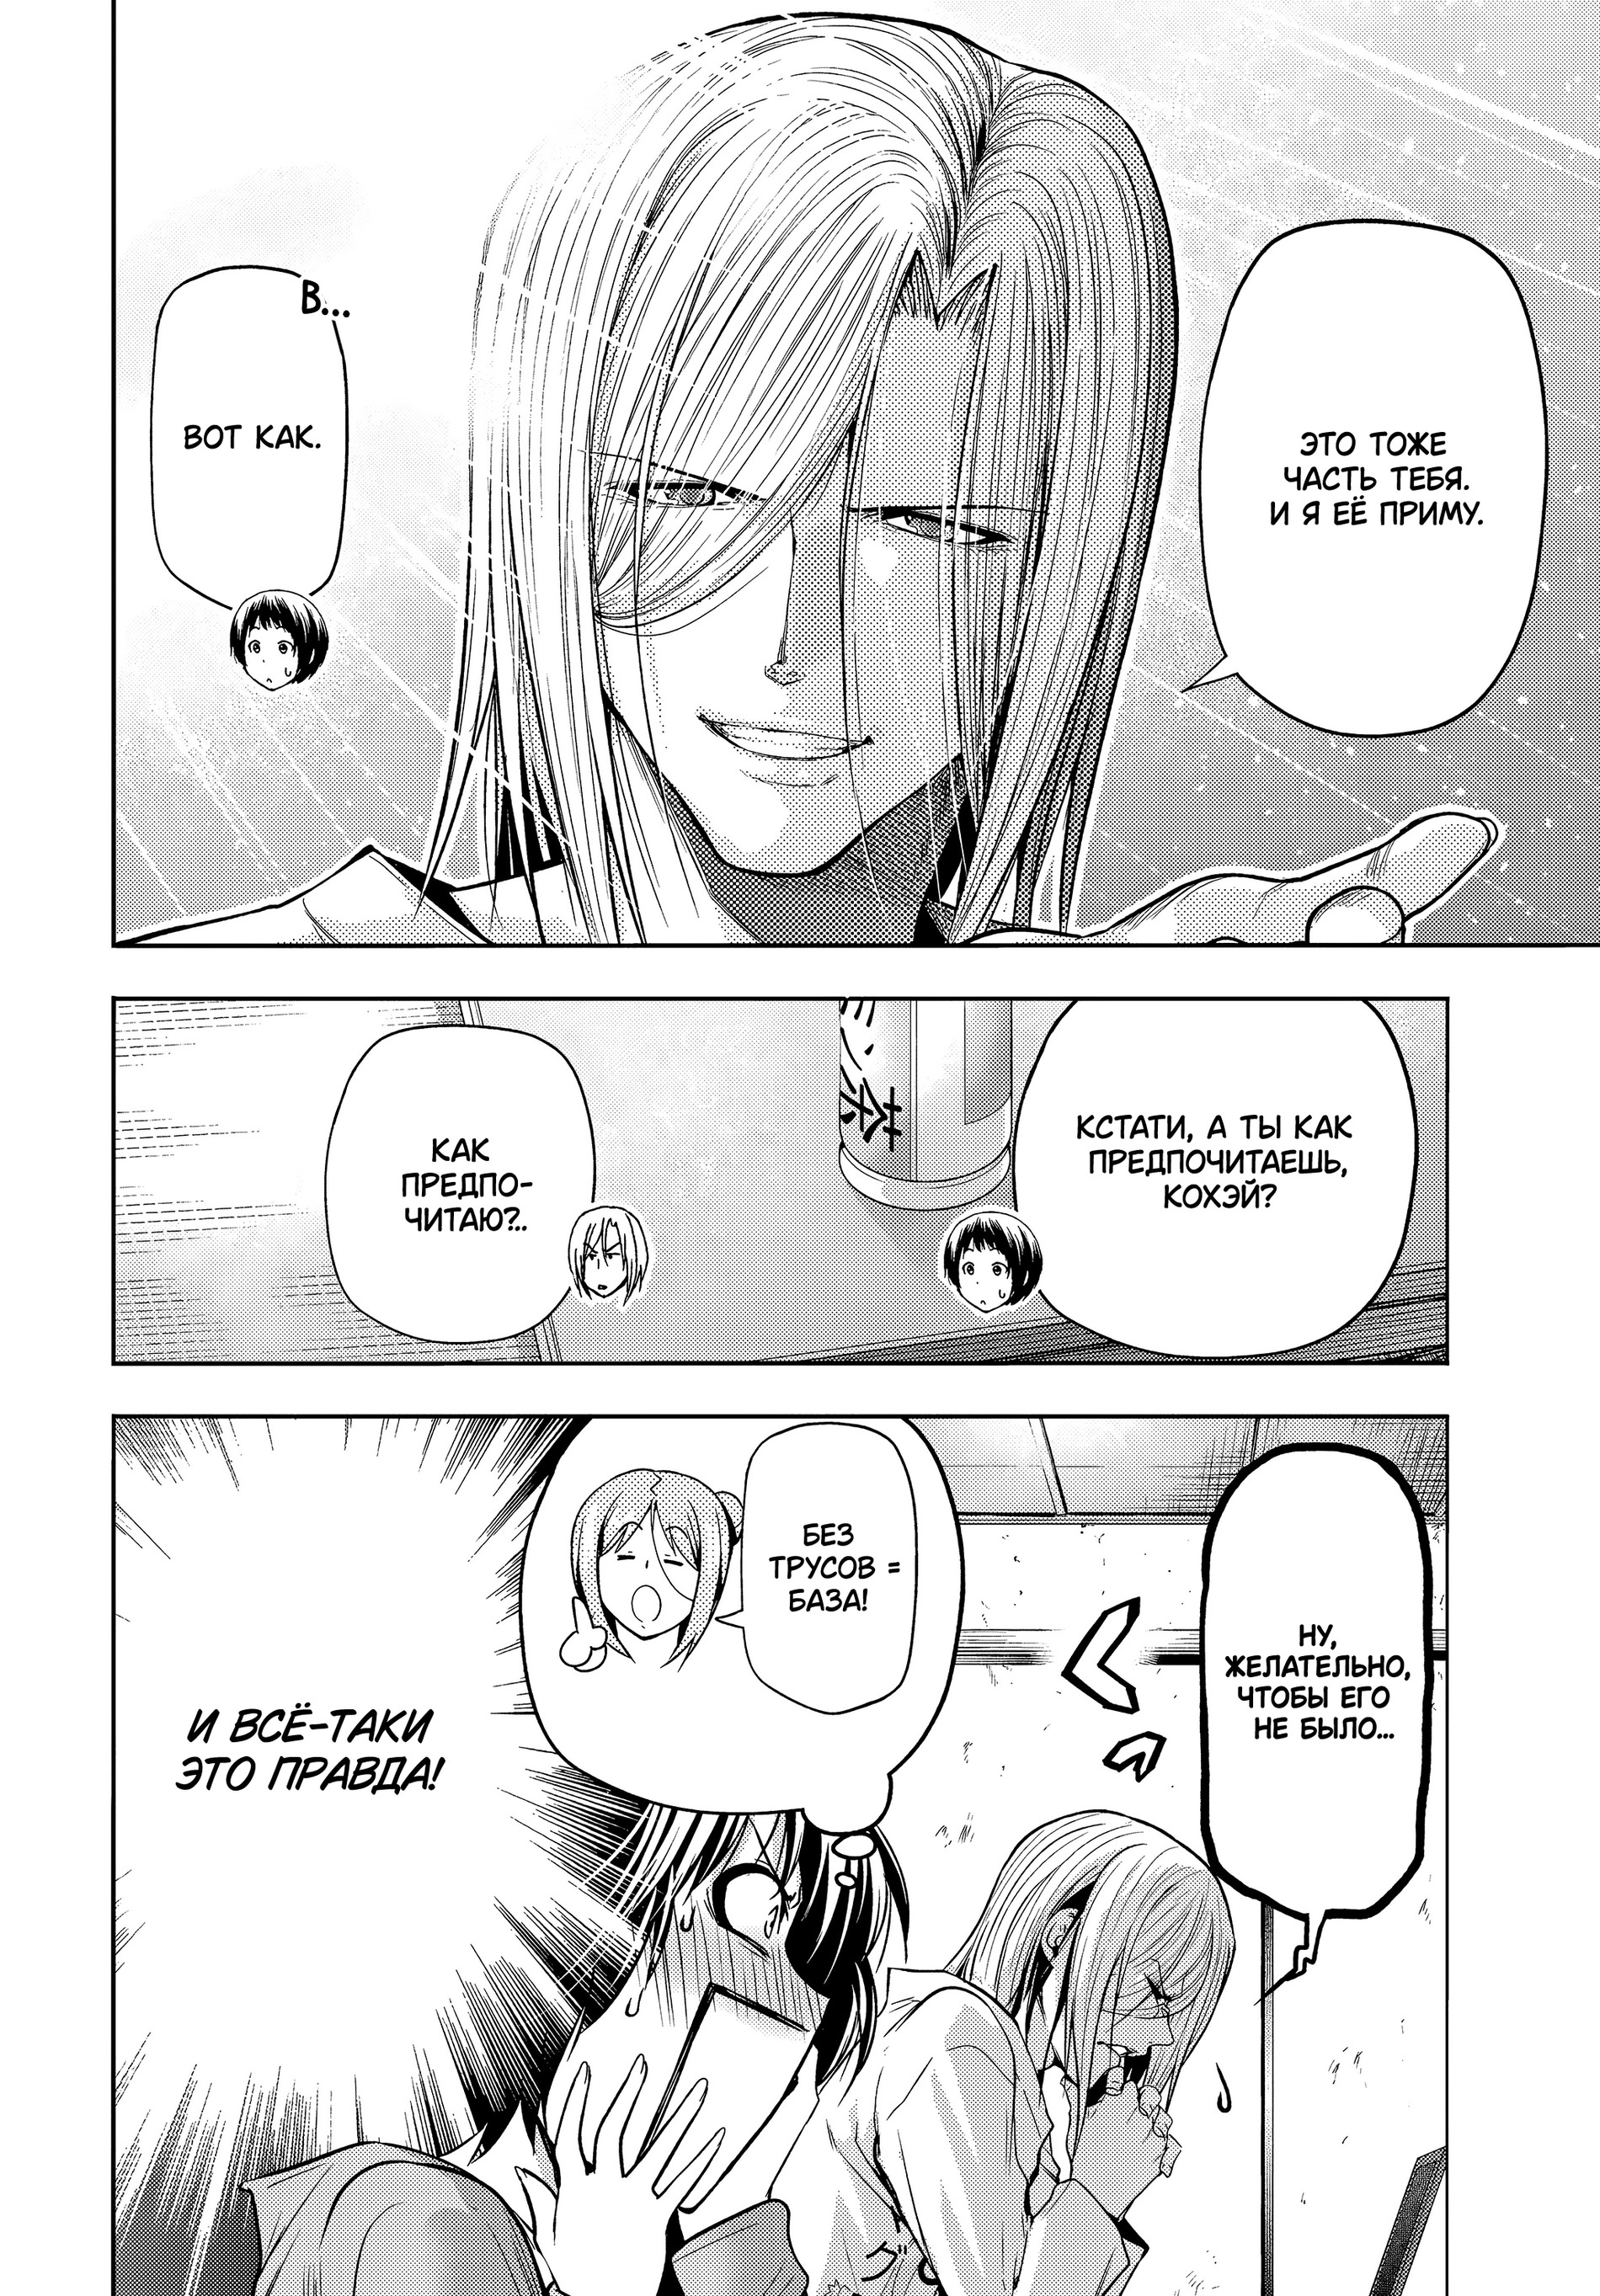 ЭТО ТОЖЕ
ЧАСТЬ ТЕБЯ.
И Я ЕЁ ПРИМУ.
В...
ВОТ КАК.
КСТАТИ, А ТЫ КАК
ПРЕДПОЧИТАЕШЬ,
КОХЭЙ?
КАК
ПРЕДПО-
ЧИТАЮ?..
НУ,
ЖЕЛАТЕЛЬНО,
ЧТОБЫ ЕГО
НЕ БЫЛО...
БЕЗ
ТРУСОВ =
БАЗА!
И ВСЁ-ТАКИ
ЭТО ПРАВДА!